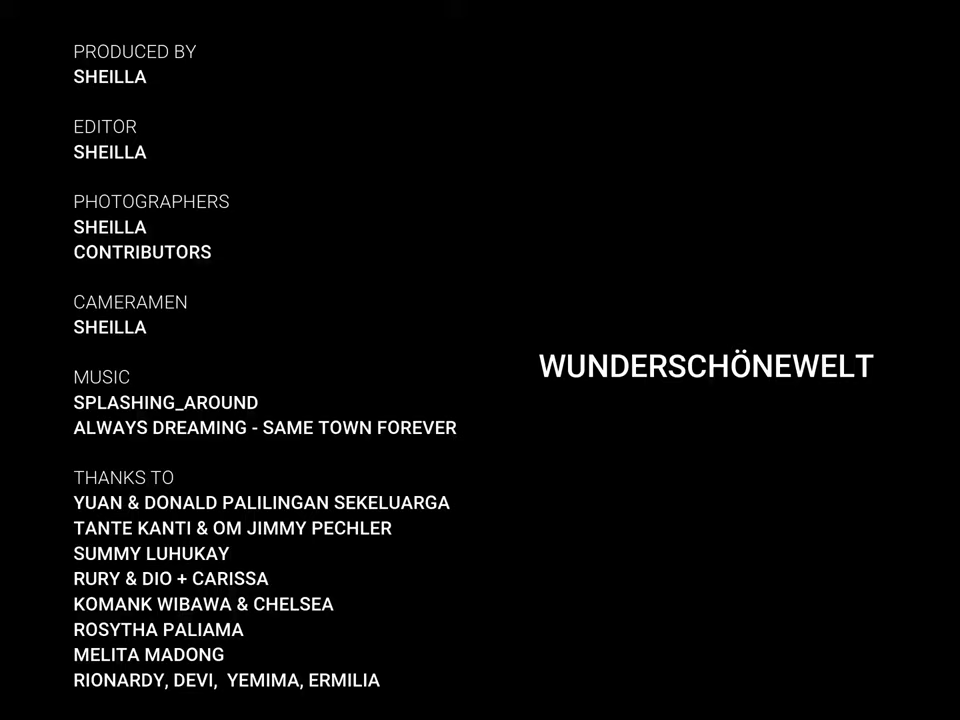 PRODUCED BY
SHEILLA
EDITOR
SHEILLA
PHOTOGRAPHERS
SHEILLA
CONTRIBUTORS
CAMERAMEN
SHEILLA
MUSIC
SPLASHING_AROUND
ALWAYS DREAMING - SAME TOWN FOREVER
THANKS TO
YUAN & DONALD PALILINGAN SEKELUARGA
TANTE KANTI & OM JIMMY PECHLER
SUMMY LUHUKAY
RURY & DIO + CARISSA
KOMANK WIBAWA & CHELSEA
ROSYTHA PALIAMA
MELITA MADONG
RIONARDY, DEVI,  YEMIMA, ERMILIA
WUNDERSCHÖNEWELT